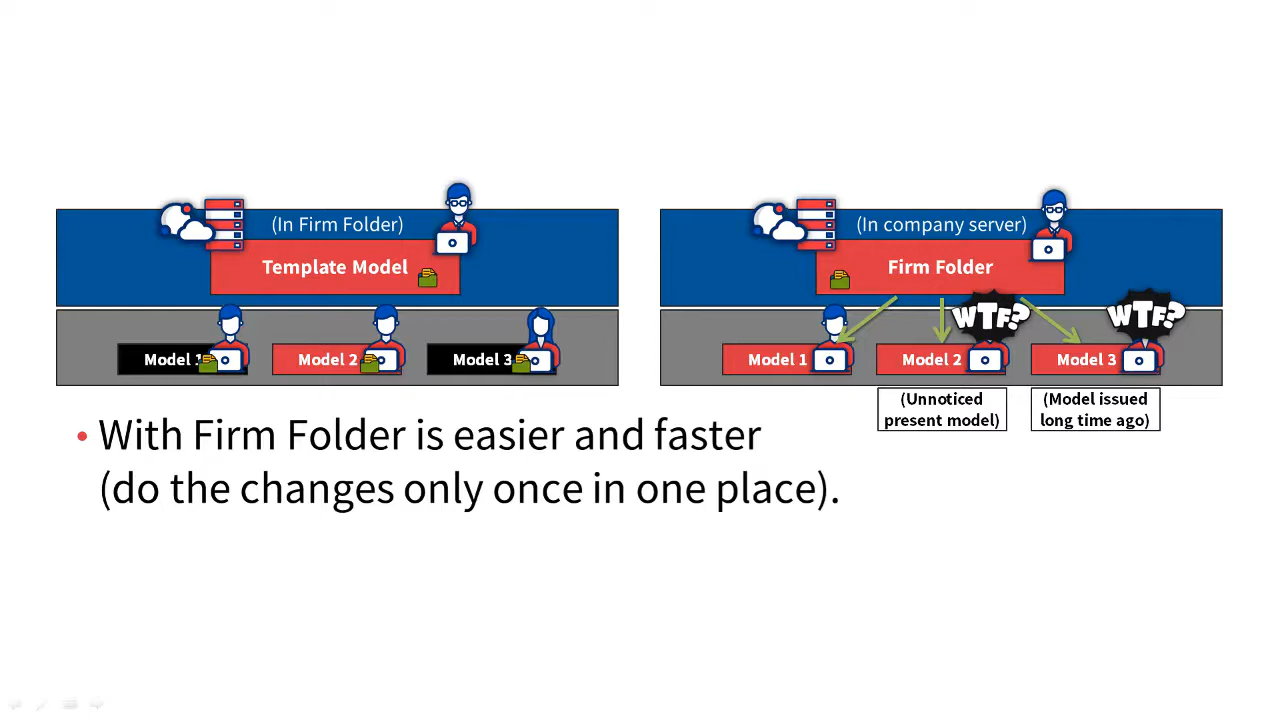 (In Firm Folder)
Template Model
Model 1
Model 2
Model 3
(In company server)
Firm Folder
WTF?
WTF?
Model 1
Model 2
Model 3
(Unnoticed
present model)
(Model issued
long time ago)
• With Firm Folder is easier and faster
(do the changes only once in one place).